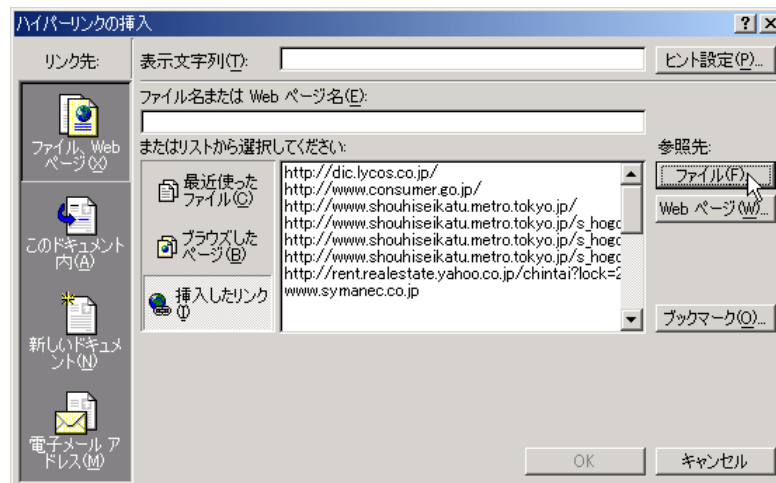 ハイパーリンクの挿入
リンク先:
表示文字列(T):
ヒント設定(P)...
ファイル、Web
ページ(X)
ファイル名または Web ページ名(E):
またはリストから選択してください:
参照先:
このドキュメント
内(A)
最近使った
ファイル(C)
ブラウズした
ページ(B)
挿入したリンク
(I)
http://dic.lycos.co.jp/
http://www.consumer.go.jp/
http://www.shouhiseikatu.metro.tokyo.jp/
http://www.shouhiseikatu.metro.tokyo.jp/s_hogo
http://www.shouhiseikatu.metro.tokyo.jp/s_hogo
http://www.shouhiseikatu.metro.tokyo.jp/s_hogo
http://rent.realestate.yahoo.co.jp/chintai?lock=2
www.symanec.co.jp
ファイル(F)...
Web ページ(W)...
ブックマーク(O)...
新しいドキュメ
ント(N)
電子メール ア
ドレス(M)
OK
キャンセル